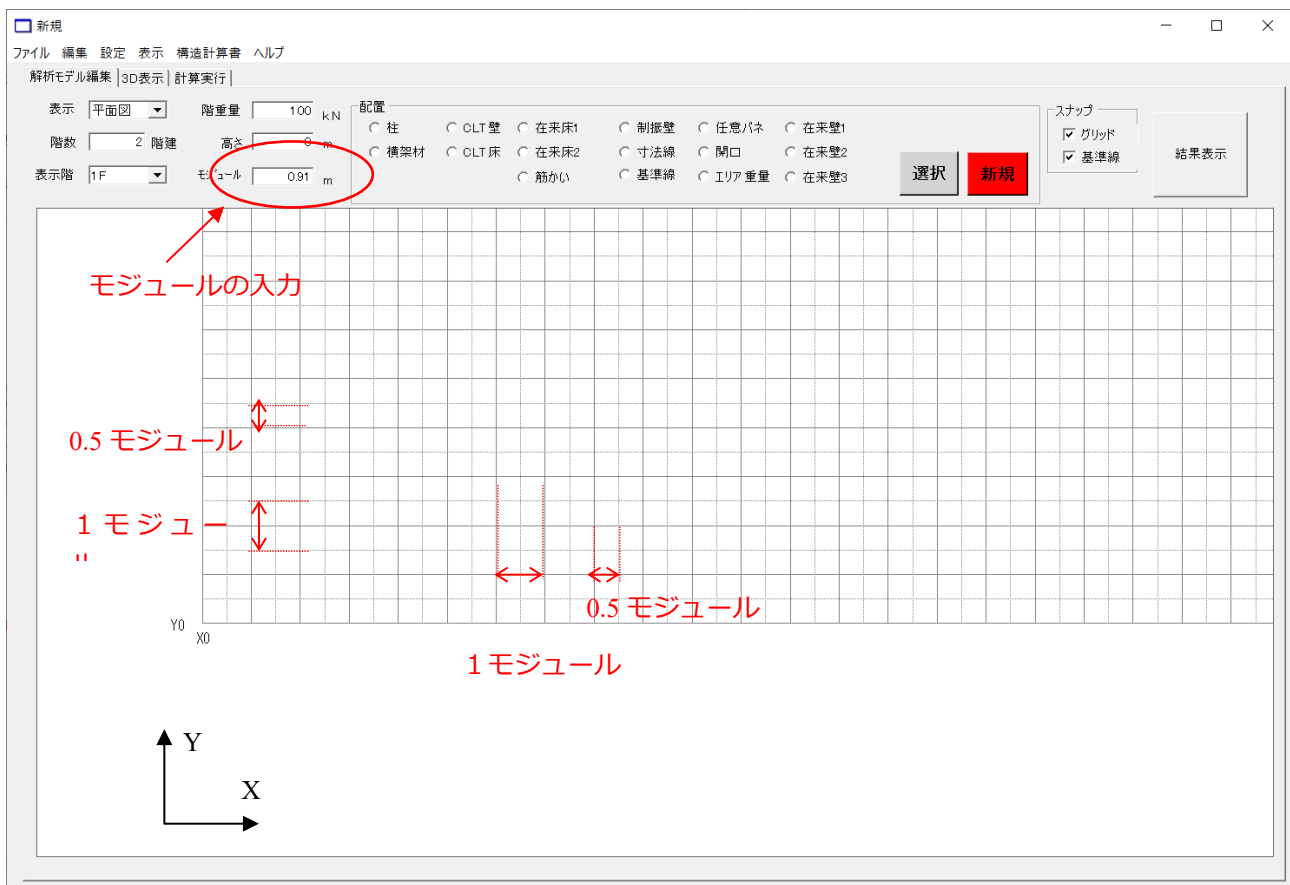 新規
ファイル 編集 設定 表示 構造計算書 ヘルプ
解析モデル編集 3D表示 計算実行
表示 平面図 階重量 100 kN
階数 2 階建 高さ 0 m
表示階 1F モジュール 0.91 m
配置
柱 CLT壁 在来床1 制振壁 任意バネ 在来壁1
横架材 CLT床 在来床2 寸法線 開口 在来壁2
筋かい 基準線 エリア重量 在来壁3
選択 新規
スナップ
グリッド
基準線
結果表示
モジュールの入力
0.5 モジュール
1 モジュー
0.5 モジュール
Y0
X0
1 モジュール
Y
X